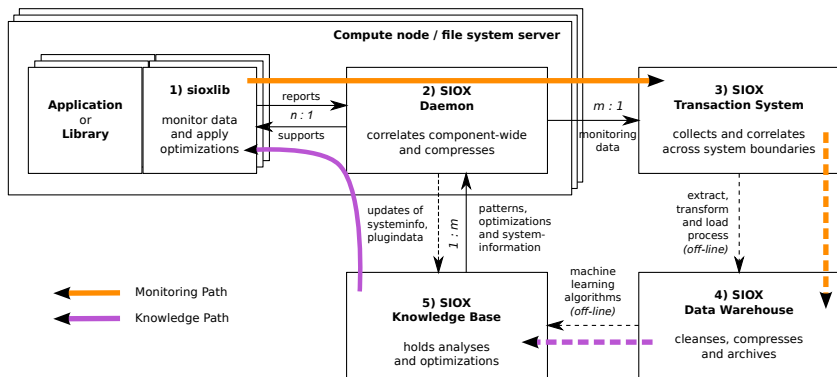 Compute node / file system server
Application
or
Library
1) sioxlib
monitor data
and apply
optimizations
reports
n : 1
supports
2) SIOX
Daemon
correlates component-wide
and compresses
m : 1
monitoring
data
3) SIOX
Transaction System
collects and correlates
across system boundaries
updates of
systeminfo,
plugindata
1 : m
patterns,
optimizations
and system-
information
extract,
transform
and load
process
(off-line)
Monitoring Path
Knowledge Path
5) SIOX
Knowledge Base
holds analyses
and optimizations
machine
learning
algorithms
(off-line)
4) SIOX
Data Warehouse
cleanses, compresses
and archives